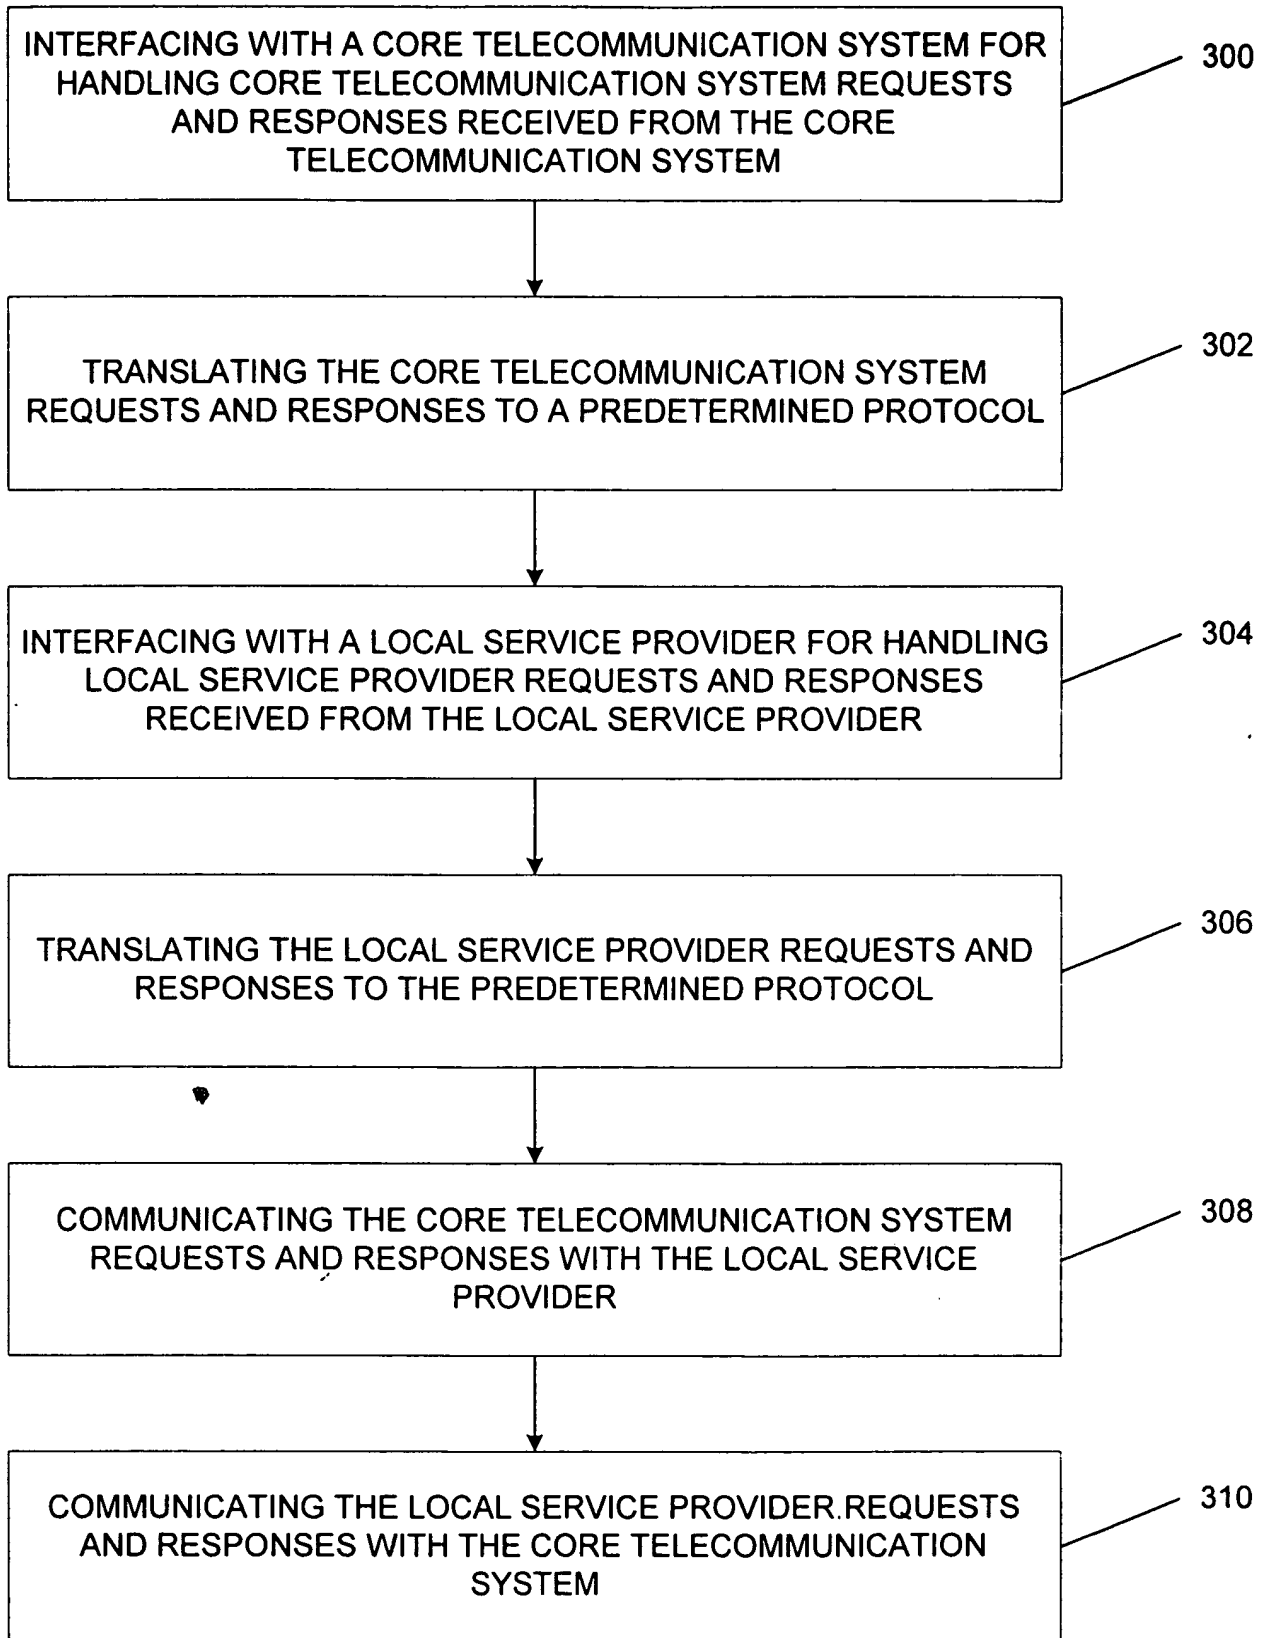 INTERFACING WITH A CORE TELECOMMUNICATION SYSTEM FOR
HANDLING CORE TELECOMMUNICATION SYSTEM REQUESTS
AND RESPONSES RECEIVED FROM THE CORE
TELECOMMUNICATION SYSTEM
300
TRANSLATING THE CORE TELECOMMUNICATION SYSTEM
REQUESTS AND RESPONSES TO A PREDETERMINED PROTOCOL
302
INTERFACING WITH A LOCAL SERVICE PROVIDER FOR HANDLING
LOCAL SERVICE PROVIDER REQUESTS AND RESPONSES
RECEIVED FROM THE LOCAL SERVICE PROVIDER
304
TRANSLATING THE LOCAL SERVICE PROVIDER REQUESTS AND
RESPONSES TO THE PREDETERMINED PROTOCOL
306
COMMUNICATING THE CORE TELECOMMUNICATION SYSTEM
REQUESTS AND RESPONSES WITH THE LOCAL SERVICE
PROVIDER
308
COMMUNICATING THE LOCAL SERVICE PROVIDER REQUESTS
AND RESPONSES WITH THE CORE TELECOMMUNICATION
SYSTEM
310